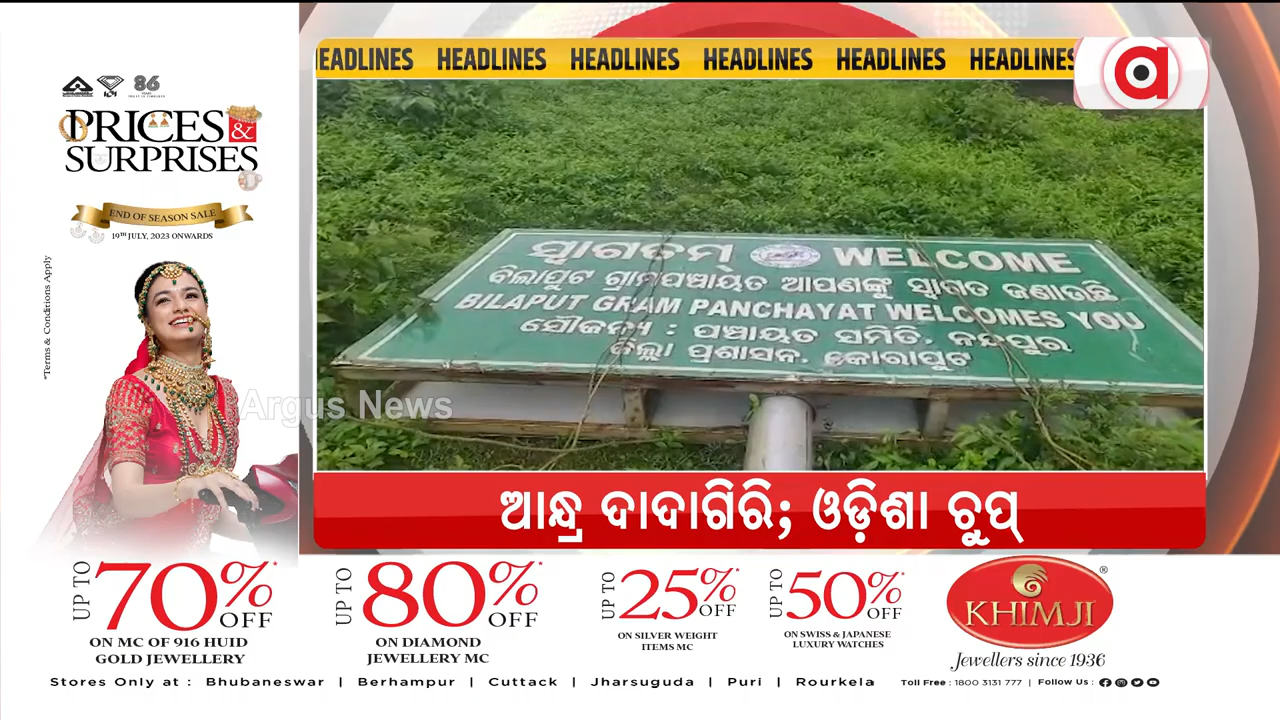 EADLINES HEADLINES HEADLINES HEADLINES HEADLINES HEADLINES
a
86
PRICES &
SURPRISES
END OF SEASON SALE
19TH JULY, 2023 ONWARDS
*Terms & Conditions Apply
ସ୍ୱାଗତମ୍ WELCOME
ବିଲାପୁଟ ଗ୍ରାମପଞ୍ଚାୟତ ଆପଣଙ୍କୁ ସ୍ୱାଗତ ଜଣାଉଛି
BILAPUT GRAM PANCHAYAT WELCOMES YOU
ସୌଜନ୍ୟ : ପଞ୍ଚାୟତ ସମିତି, ନନ୍ଦପୁର
ଜିଲ୍ଲା ପ୍ରଶାସନ, କୋରାପୁଟ
Argus News
ଆନ୍ଧ୍ର ଦାଦାଗିରି; ଓଡ଼ିଶା ଚୁପ୍
UP TO 70%* OFF
ON MC OF 916 HUID
GOLD JEWELLERY
UP TO 80%* OFF
ON DIAMOND
JEWELLERY MC
UP TO 25%* OFF
ON SILVER WEIGHT
ITEMS MC
UP TO 50%* OFF
ON SWISS & JAPANESE
LUXURY WATCHES
KHIMJI ®
Jewellers since 1936
Stores Only at : Bhubaneswar | Berhampur | Cuttack | Jharsuguda | Puri | Rourkela
Toll Free : 1800 3131 777 | Follow Us :